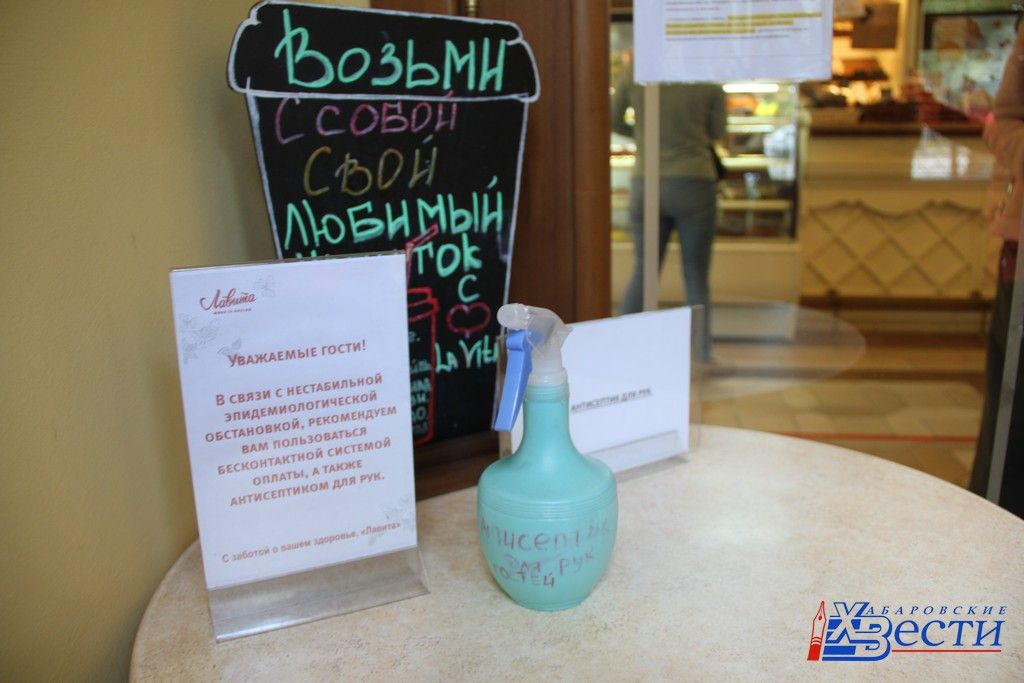 ВОЗЬМИ
С СОБОЙ
СВОЙ
ЛЮБИМЫЙ
С
LA VITA
Лавита
УВАЖАЕМЫЕ ГОСТИ!
В СВЯЗИ С НЕСТАБИЛЬНОЙ
ЭПИДЕМИОЛОГИЧЕСКОЙ
ОБСТАНОВКОЙ, РЕКОМЕНДУЕМ
ВАМ ПОЛЬЗОВАТЬСЯ
БЕСКОНТАКТНОЙ СИСТЕМОЙ
ОПЛАТЫ, А ТАКЖЕ
АНТИСЕПТИКОМ ДЛЯ РУК.
С заботой о вашем здоровье, «Лавита»
АНТИСЕПТИК ДЛЯ РУК
Антисептик
для рук
гостей
ХАБАРОВСКИЕ
ВЕСТИ